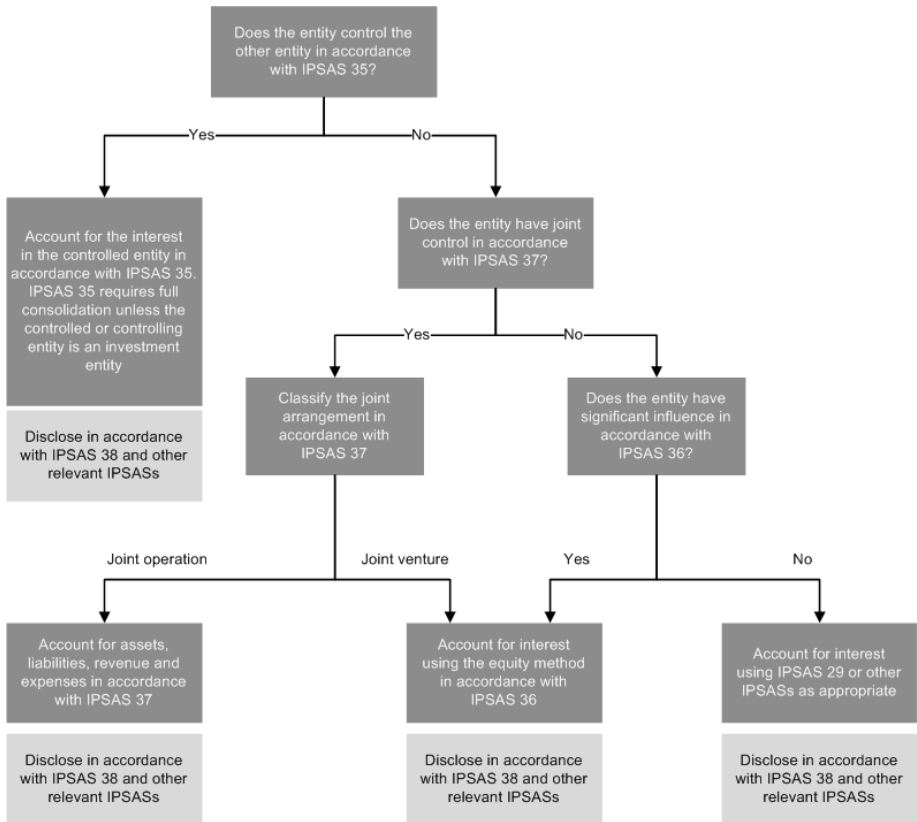 Does the entity control the
other entity in accordance
with IPSAS 35?
Yes
No
Account for the interest
in the controlled entity in
accordance with IPSAS 35.
IPSAS 35 requires full
consolidation unless the
controlled or controlling
entity is an investment
entity
Disclose in accordance
with IPSAS 38 and other
relevant IPSASs
Does the entity have joint
control in accordance
with IPSAS 37?
Yes
No
Classify the joint
arrangement in
accordance with
IPSAS 37
Does the entity have
significant influence in
accordance with
IPSAS 36?
Joint operation
Joint venture
Yes
No
Account for assets,
liabilities, revenue and
expenses in accordance
with IPSAS 37
Disclose in accordance
with IPSAS 38 and other
relevant IPSASs
Account for interest
using the equity method
in accordance with
IPSAS 36
Disclose in accordance
with IPSAS 38 and other
relevant IPSASs
Account for interest
using IPSAS 29 or other
IPSASs as appropriate
Disclose in accordance
with IPSAS 38 and other
relevant IPSASs